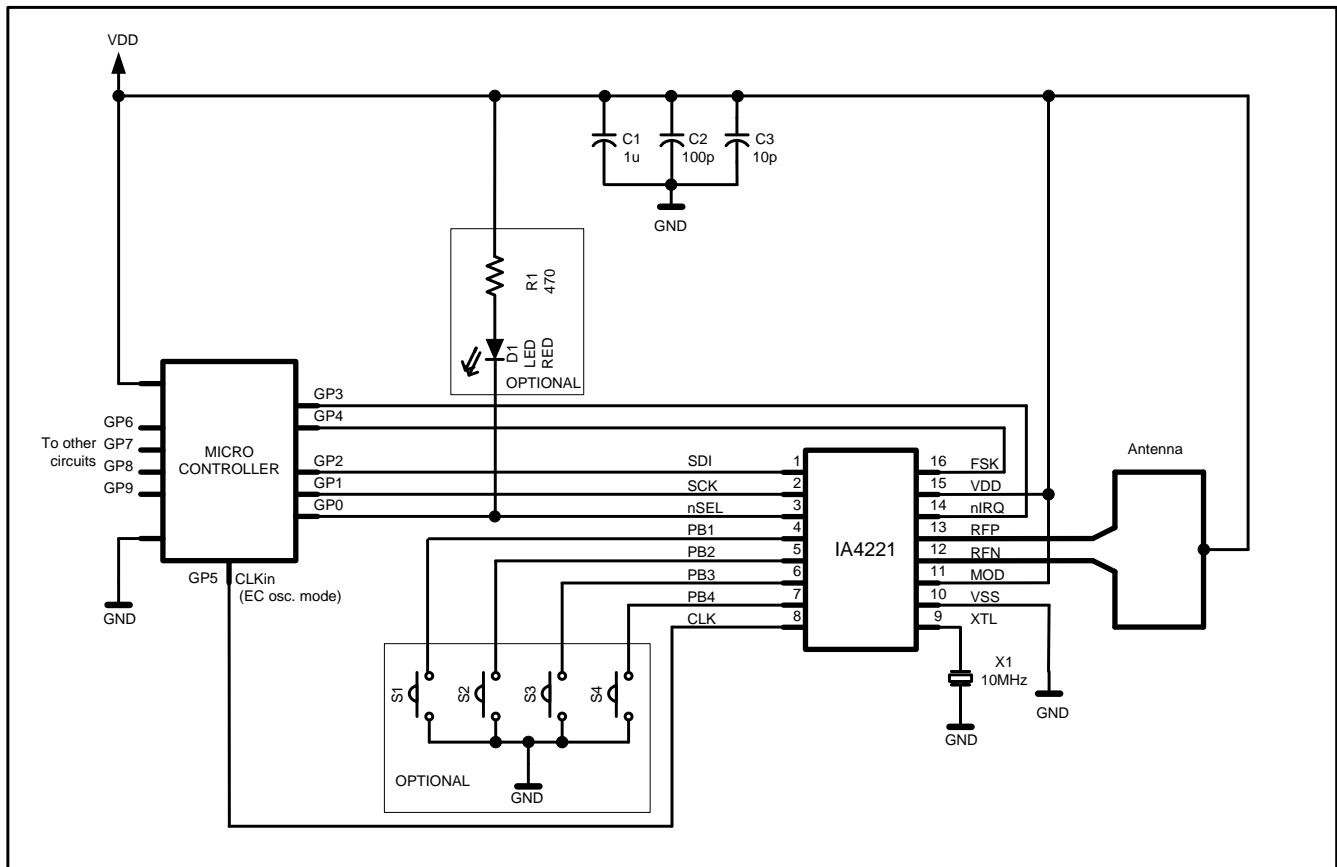 VDD
C1
1u
C2
100p
C3
10p
GND
R1
470
D1
LED
RED
OPTIONAL
GP3
GP4
GP6
To other
circuits
GP7
GP8
GP9
MICRO
CONTROLLER
GP2
GP1
GP0
SDI
SCK
nSEL
PB1
PB2
PB3
PB4
CLK
1
2
3
4
5
6
7
8
IA4221
16
15
14
13
12
11
10
9
FSK
VDD
nIRQ
RFP
RFN
MOD
VSS
XTL
Antenna
GP5
CLKin
(EC osc. mode)
GND
S1
S2
S3
S4
OPTIONAL
GND
X1
10MHz
GND
GND